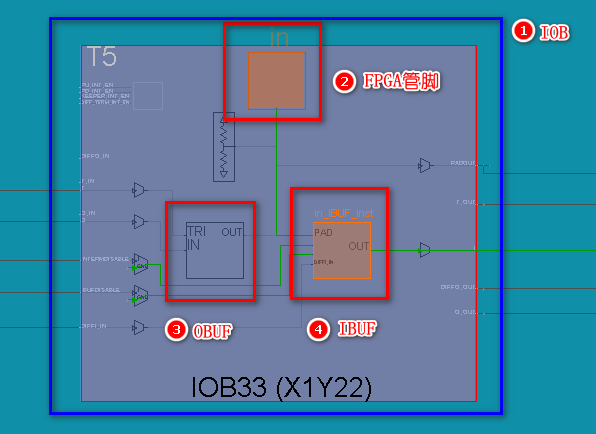 in
1 IOB
T5
2 FPGA管脚
PU_INT_EN
PD_INT_EN
KEEPER_INT_EN
DIFF_TERM_INT_EN
DIFFO_IN
PADOUT
T_IN
T_OUT
O_IN
in_IBUF_inst
TRI OUT
IN
PAD
OUT
DIFFI_IN
INTERMDISABLE
GND
IBUFDISABLE
GND
DIFFO_OUT
O_OUT
DIFFI_IN
3 OBUF
4 IBUF
IOB33 (X1Y22)